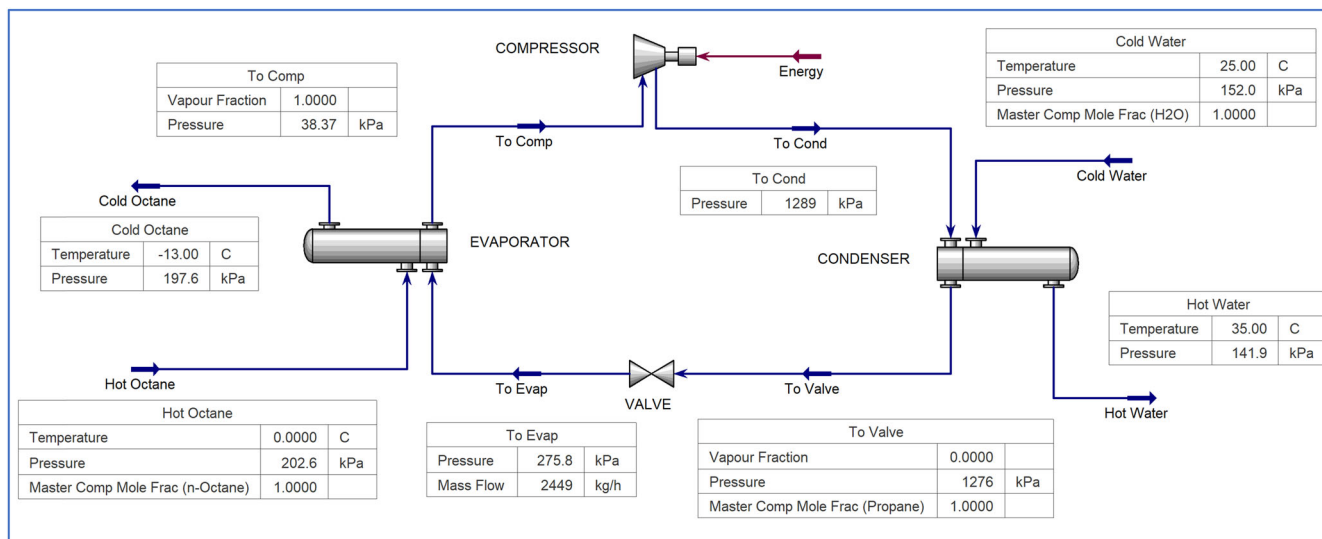 COMPRESSOR
Energy
Cold Water
Temperature 25.00 C
Pressure 152.0 kPa
Master Comp Mole Frac (H2O) 1.0000
To Comp
Vapour Fraction 1.0000
Pressure 38.37 kPa
To Comp
To Cond
Cold Water
To Cond
Pressure 1289 kPa
Cold Octane
Cold Octane
Temperature -13.00 C
Pressure 197.6 kPa
EVAPORATOR
CONDENSER
Hot Water
Temperature 35.00 C
Pressure 141.9 kPa
Hot Octane
To Evap
VALVE
To Valve
Hot Water
Hot Octane
Temperature 0.0000 C
Pressure 202.6 kPa
Master Comp Mole Frac (n-Octane) 1.0000
To Evap
Pressure 275.8 kPa
Mass Flow 2449 kg/h
To Valve
Vapour Fraction 0.0000
Pressure 1276 kPa
Master Comp Mole Frac (Propane) 1.0000